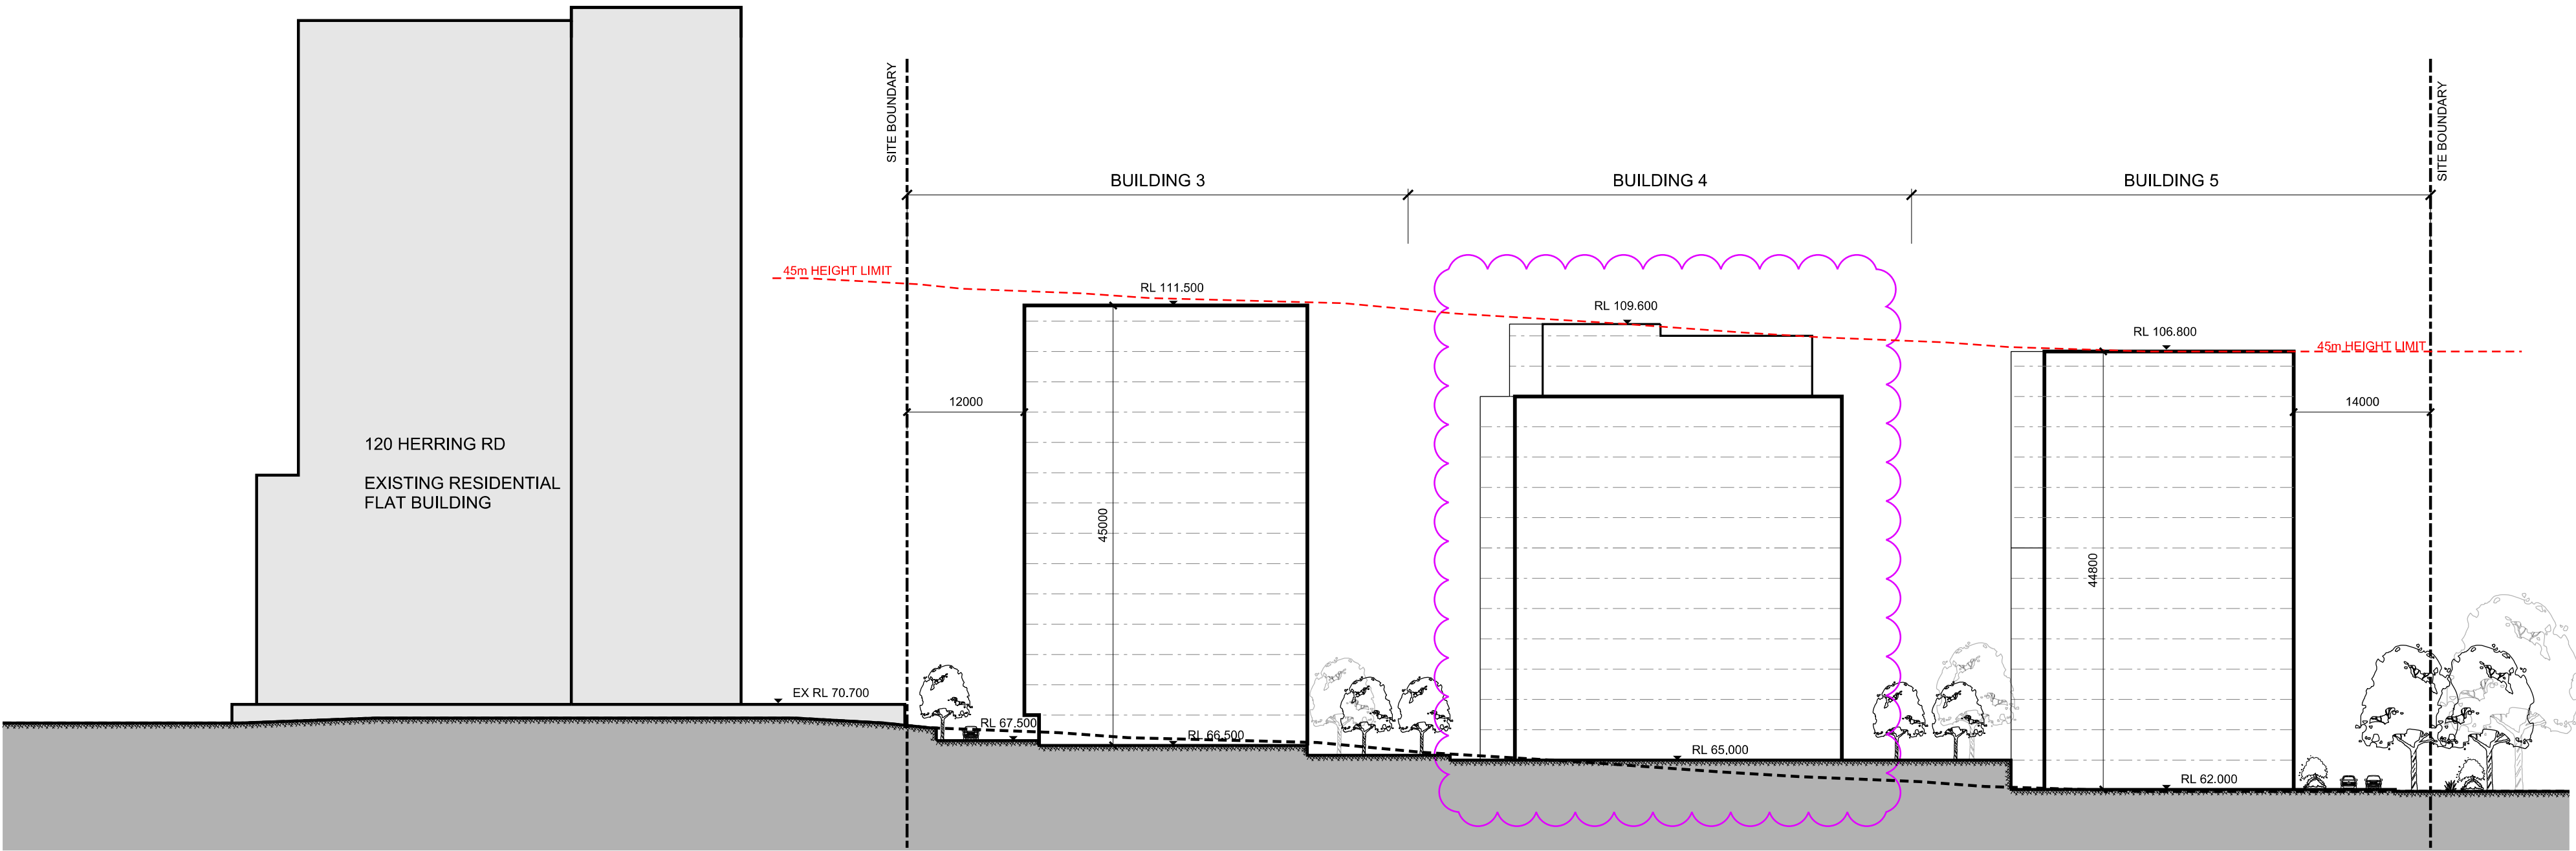 SITE BOUNDARY
SITE BOUNDARY
BUILDING 3
BUILDING 4
BUILDING 5
45m HEIGHT LIMIT
RL 111.500
RL 109.600
RL 106.800
45m HEIGHT LIMIT
12000
14000
120 HERRING RD
EXISTING RESIDENTIAL
FLAT BUILDING
45000
44800
EX RL 70.700
RL 67.500
RL 66.500
RL 65,000
RL 62.000